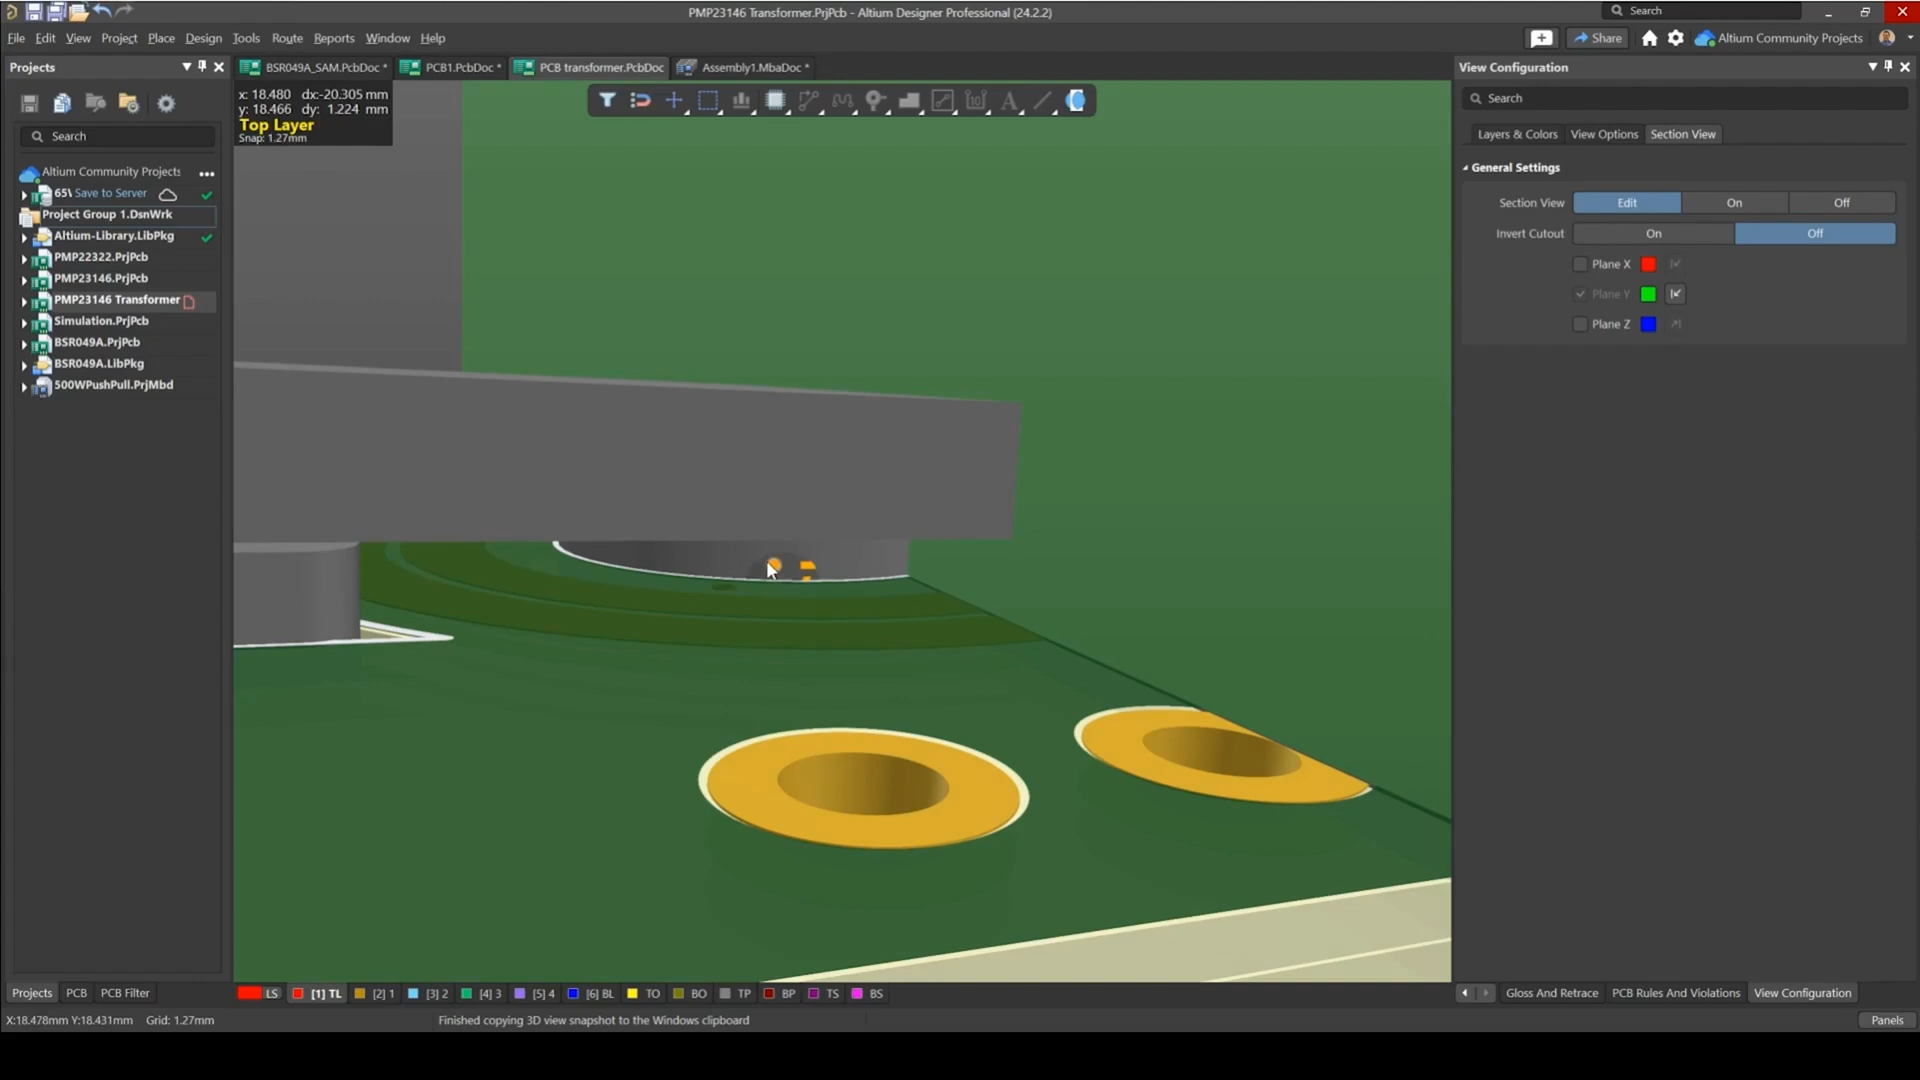 PMP23146 Transformer.PrjPcb - Altium Designer Professional (24.2.2)
Search
File Edit View Project Place Design Tools Route Reports Window Help
Share
Altium Community Projects
Projects
BSR049A_SAM.PcbDoc *
PCB1.PcbDoc *
PCB transformer.PcbDoc
Assembly1.MbaDoc *
View Configuration
x: 18.480 dx:-20.305 mm
y: 18.466 dy: 1.224 mm
Top Layer
Snap: 1.27mm
Search
Search
Layers & Colors
View Options
Section View
General Settings
Section View Edit On Off
Invert Cutout On Off
Plane X
Plane Y
Plane Z
Altium Community Projects
65\ Save to Server
Project Group 1.DsnWrk
Altium-Library.LibPkg
PMP22322.PrjPcb
PMP23146.PrjPcb
PMP23146 Transformer
Simulation.PrjPcb
BSR049A.PrjPcb
BSR049A.LibPkg
500WPushPull.PrjMbd
Projects PCB PCB Filter
LS [1] TL [2] 1 [3] 2 [4] 3 [5] 4 [6] BL TO BO TP BP TS BS
Gloss And Retrace PCB Rules And Violations View Configuration
X:18.478mm Y:18.431mm Grid: 1.27mm
Finished copying 3D view snapshot to the Windows clipboard
Panels